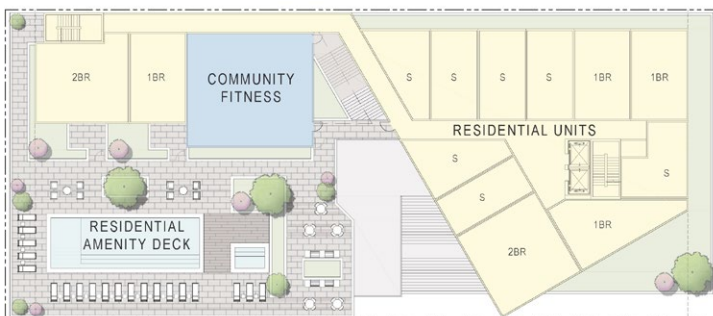 2BR
1BR
COMMUNITY
FITNESS
S
S
S
S
1BR
1BR
RESIDENTIAL UNITS
S
S
S
2BR
1BR
RESIDENTIAL
AMENITY DECK